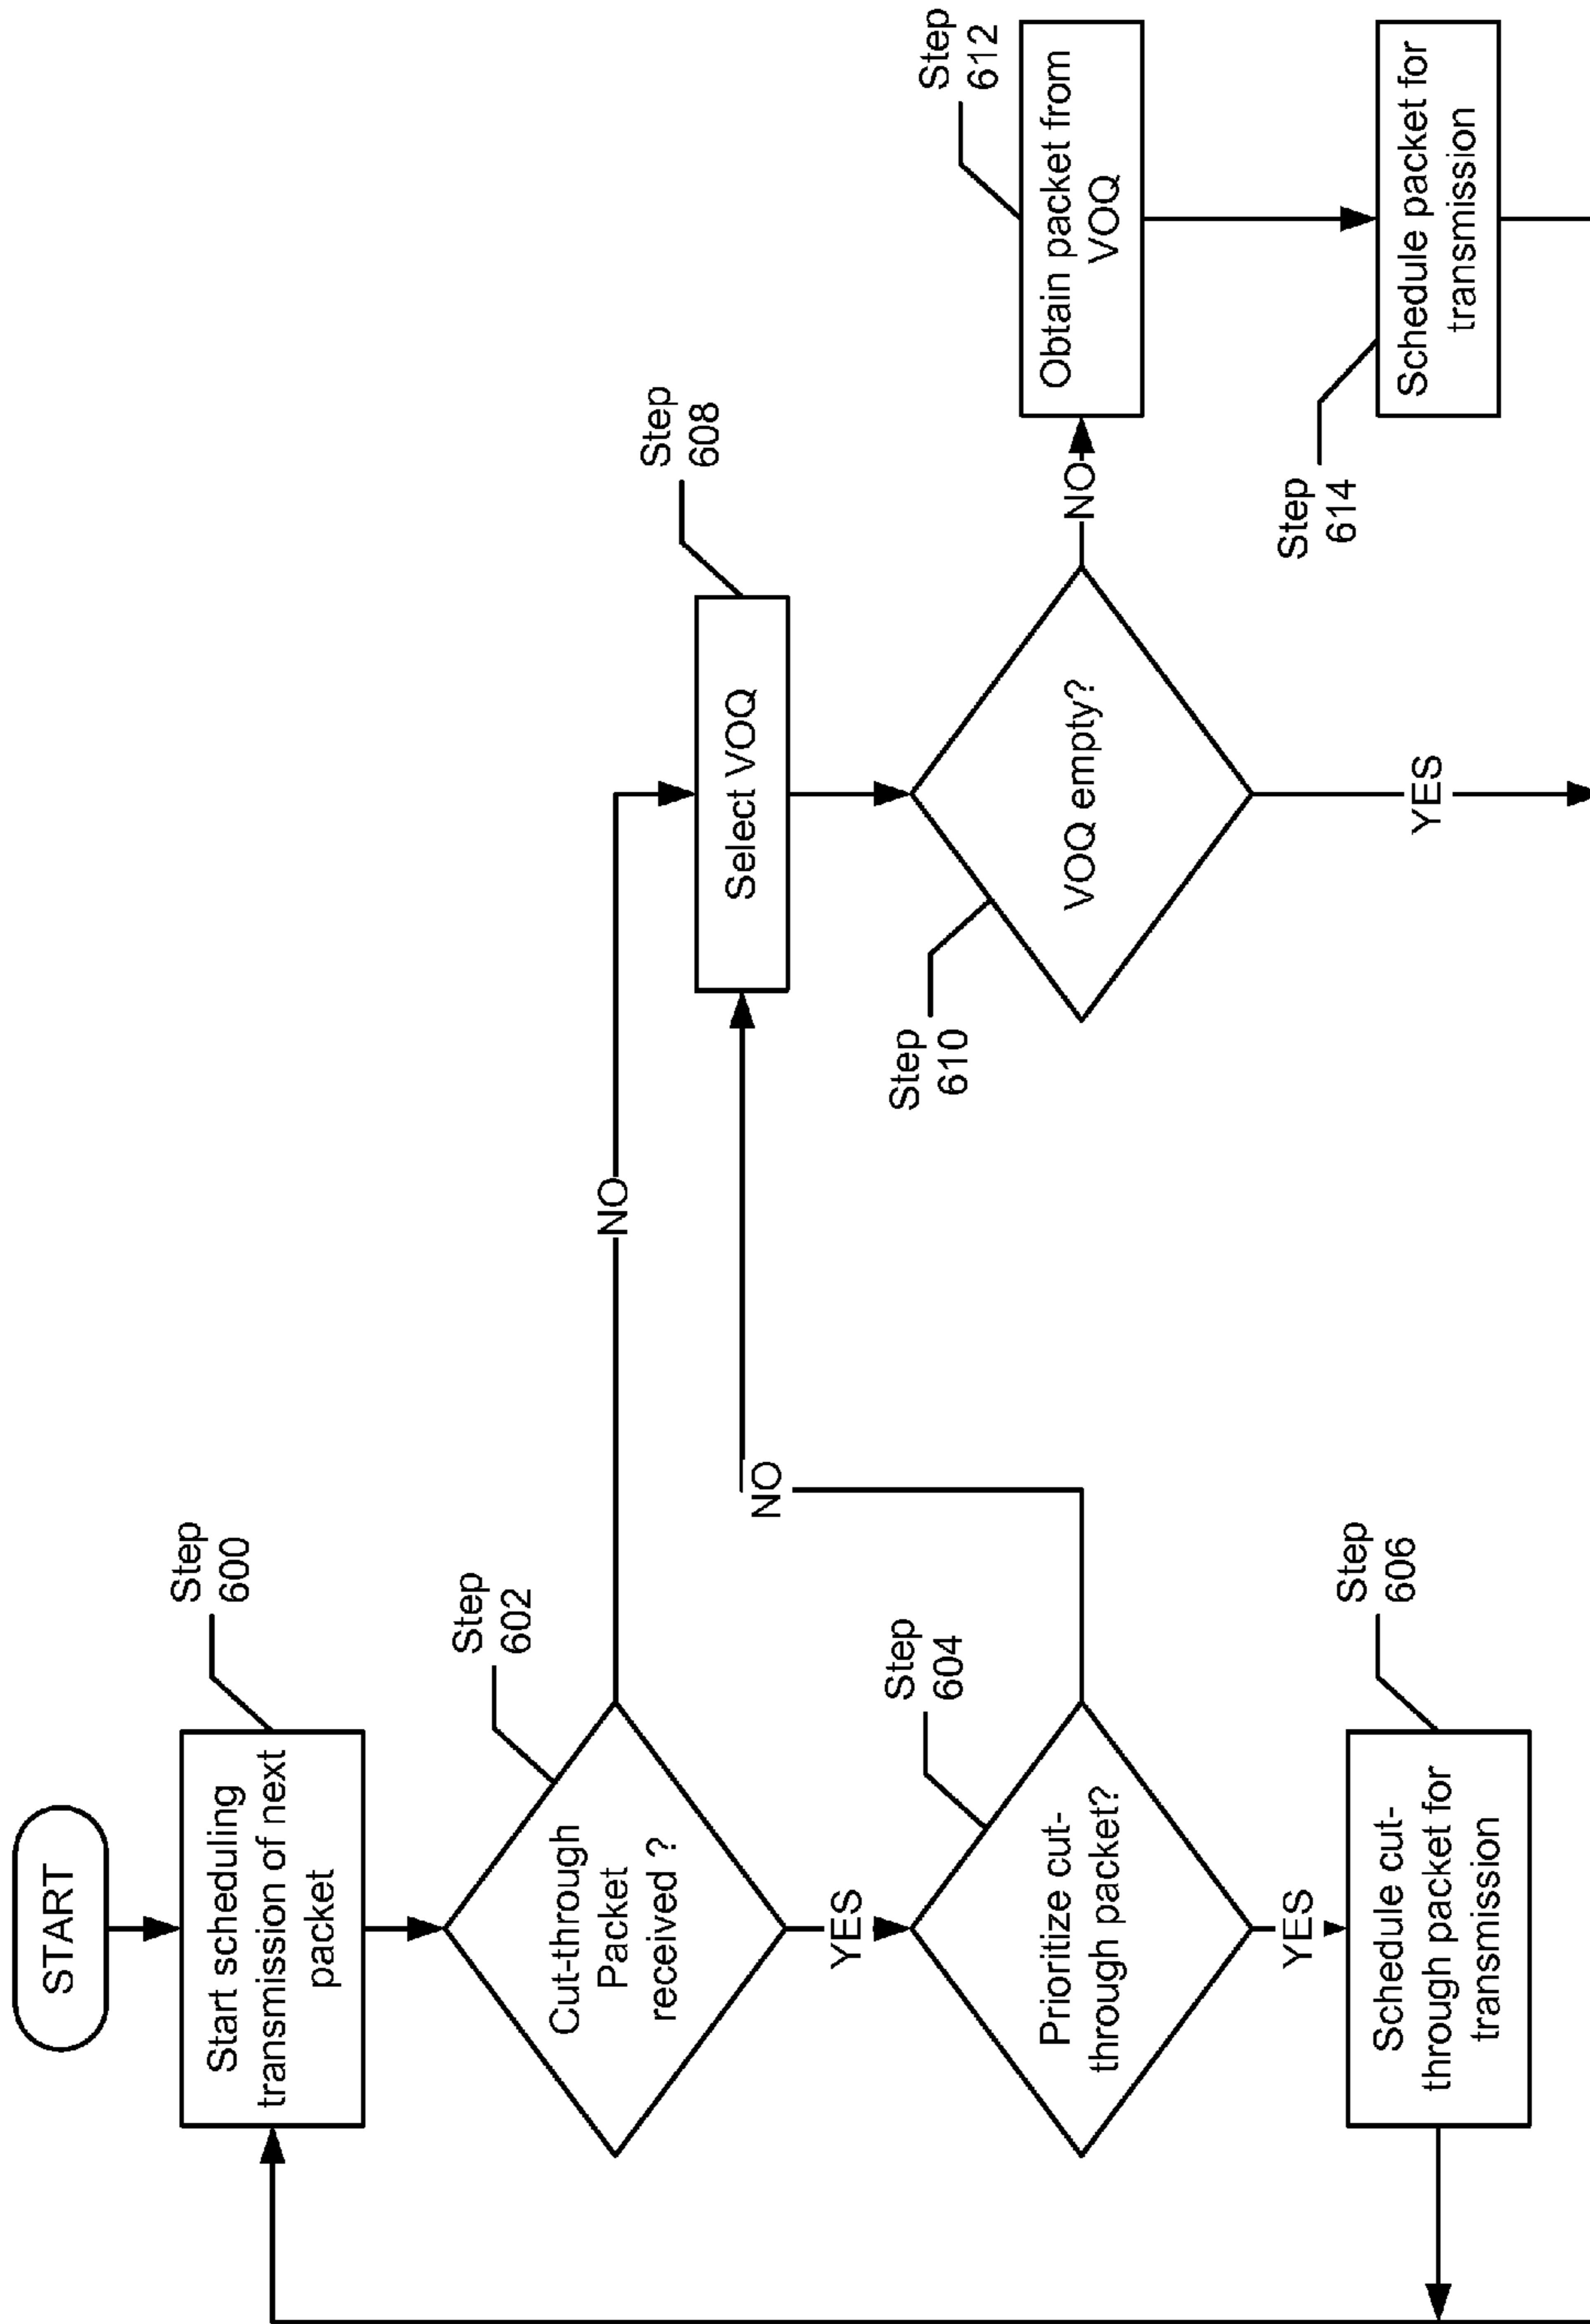 START
Start scheduling
transmission of next
packet
Step
600
Cut-through
Packet
received ?
Step
602
NO
YES
Prioritize cut-
through packet?
Step
604
NO
YES
Schedule cut-
through packet for
transmission
Step
606
Select VOQ
Step
608
VOQ empty?
Step
610
NO
YES
Obtain packet from
VOQ
Step
612
Schedule packet for
transmission
Step
614